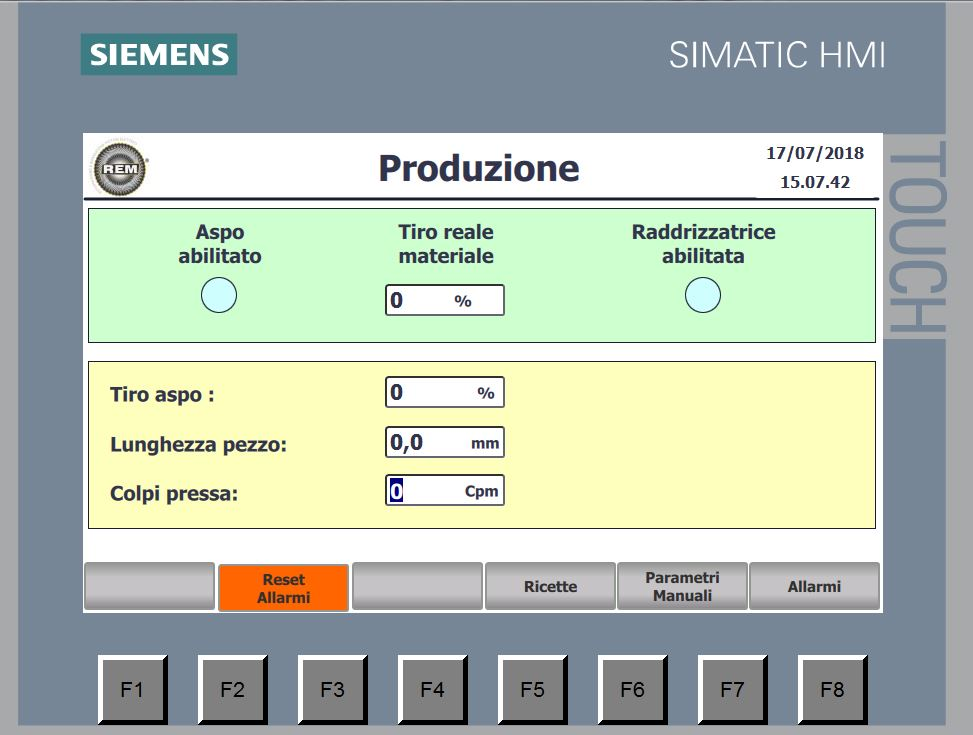 SIEMENS
SIMATIC HMI
TOUCH
REM
Produzione
17/07/2018
15.07.42
Aspo
abilitato
Tiro reale
materiale
0 %
Raddrizzatrice
abilitata
Tiro aspo : 0 %
Lunghezza pezzo: 0,0 mm
Colpi pressa: 0 Cpm
Reset
Allarmi
Ricette
Parametri
Manuali
Allarmi
F1 F2 F3 F4 F5 F6 F7 F8